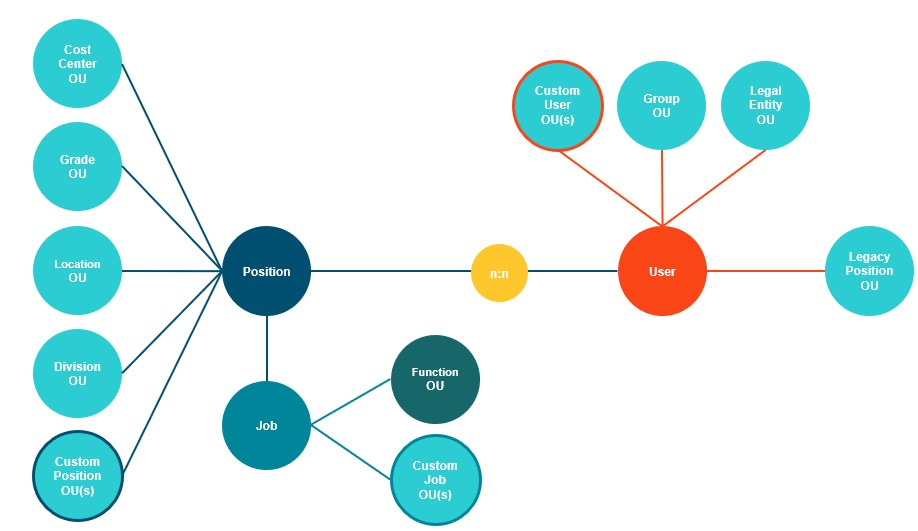 Cost
Center
OU
Grade
OU
Location
OU
Division
OU
Custom
Position
OU(s)
Position
Job
Function
OU
Custom
Job
OU(s)
n:n
Custom
User
OU(s)
Group
OU
Legal
Entity
OU
User
Legacy
Position
OU